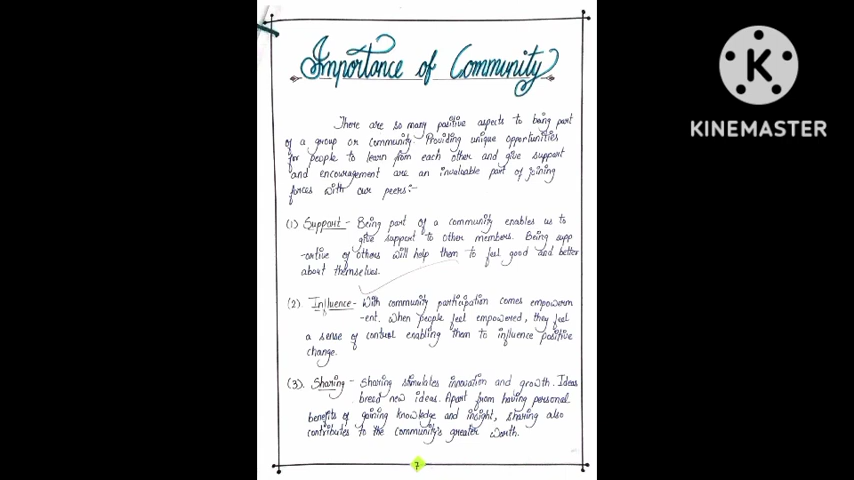 Importance of Community
There are so many positive aspects to being part
of a group or community. Providing unique opportunities
for people to learn from each other and give support
and encouragement are an invaluable part of joining
forces with our peers:-
(1) Support - Being part of a community enables us to
give support to other members. Being supp
-ortive of others will help them to feel good and better
about themselves.
(2) Influence - With community participation comes empowerm
-ent. When people feel empowered, they feel
a sense of control enabling them to influence positive
change.
(3). Sharing - Sharing stimulates innovation and growth. Ideas
breed new ideas. Apart from having personal
benefits of gaining knowledge and insight, sharing also
contributes to the community's greater worth.
7
K
KINEMASTER